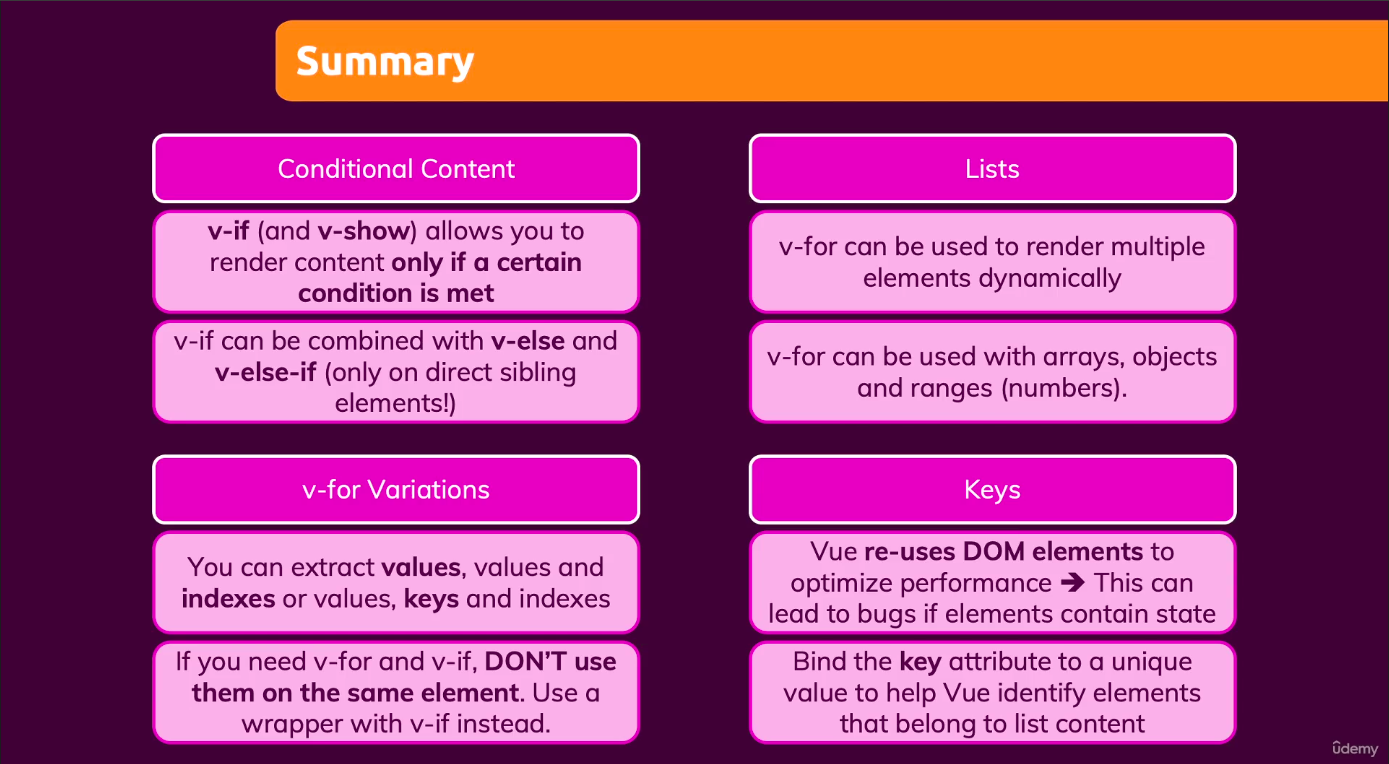 Summary
Conditional Content
v-if (and v-show) allows you to
render content only if a certain
condition is met
v-if can be combined with v-else and
v-else-if (only on direct sibling
elements!)
Lists
v-for can be used to render multiple
elements dynamically
v-for can be used with arrays, objects
and ranges (numbers).
v-for Variations
You can extract values, values and
indexes or values, keys and indexes
If you need v-for and v-if, DON’T use
them on the same element. Use a
wrapper with v-if instead.
Keys
Vue re-uses DOM elements to
optimize performance ➔ This can
lead to bugs if elements contain state
Bind the key attribute to a unique
value to help Vue identify elements
that belong to list content
ûdemy